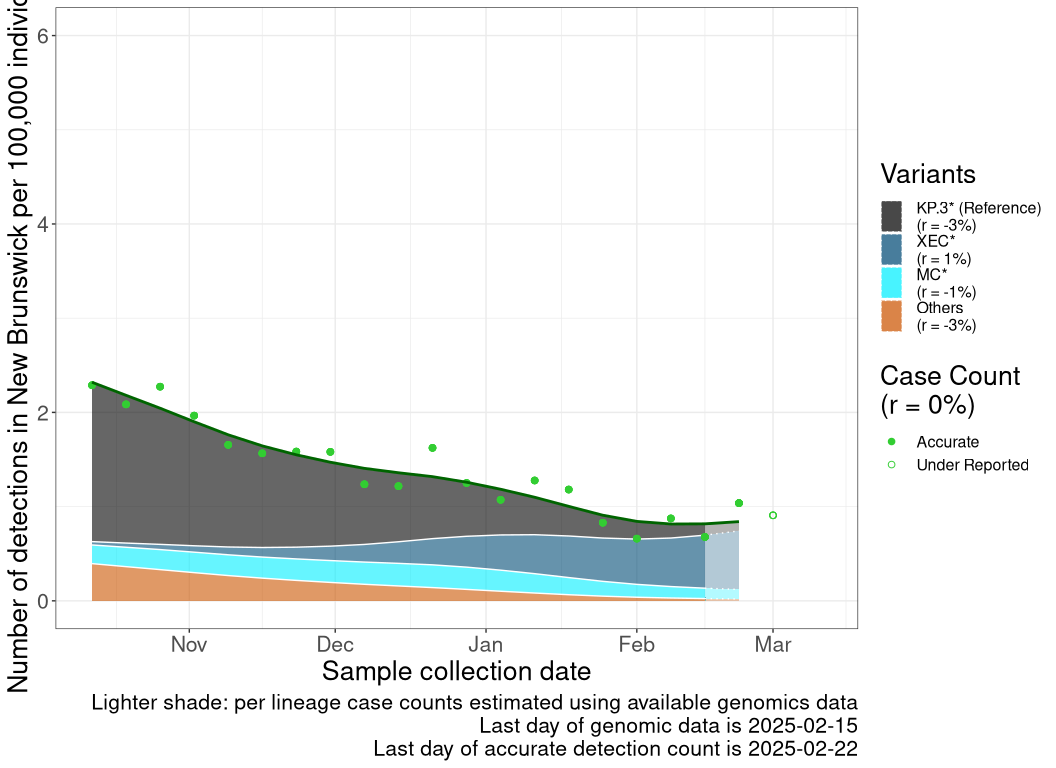 Number of detections in New Brunswick per 100,000
6
4
2
0
Nov
Dec
Jan
Feb
Mar
Sample collection date
Lighter shade: per lineage case counts estimated using available genomics data
Last day of genomic data is 2025-02-15
Last day of accurate detection count is 2025-02-22
Variants
KP.3* (Reference)
(r = -3%)
XEC*
(r = 1%)
MC*
(r = -1%)
Others
(r = -3%)
Case Count
(r = 0%)
Accurate
Under Reported